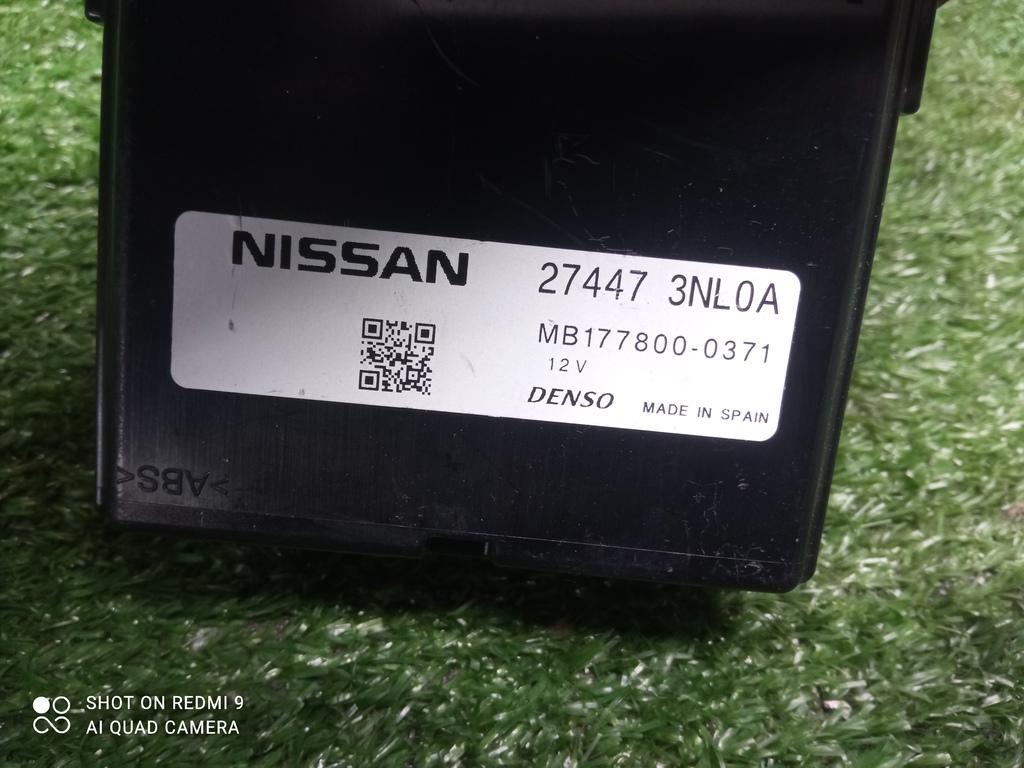 NISSAN
27447 3NL0A
MB177800-0371
12V
DENSO
MADE IN SPAIN
>ABS<
SHOT ON REDMI 9
AI QUAD CAMERA